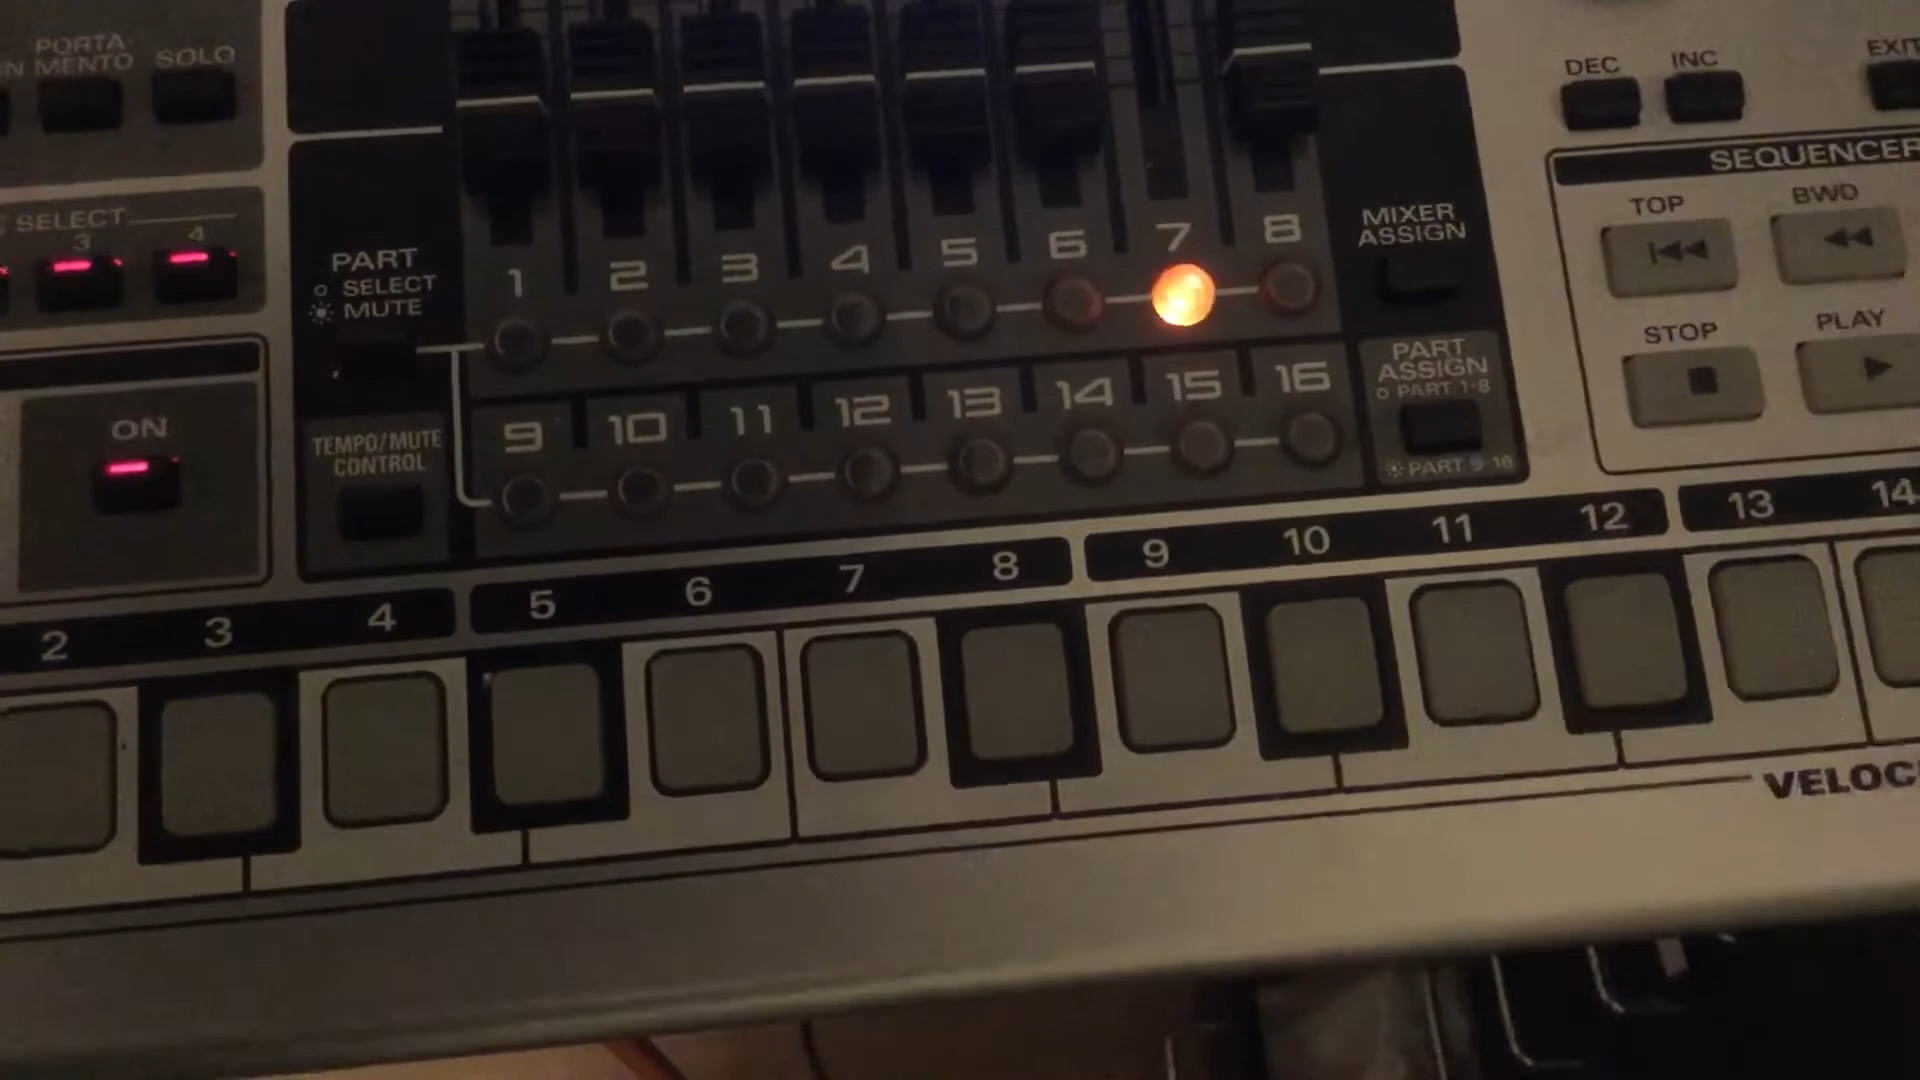 PORTA-
N MENTO
SOLO
SELECT
3
4
ON
PART
SELECT
MUTE
TEMPO/MUTE
CONTROL
1 2 3 4 5 6 7 8
9 10 11 12 13 14 15 16
MIXER
ASSIGN
PART
ASSIGN
PART 1-8
PART 9-16
DEC
INC
EXIT
SEQUENCER
TOP
BWD
STOP
PLAY
2 3 4 5 6 7 8 9 10 11 12 13 14
VELOC